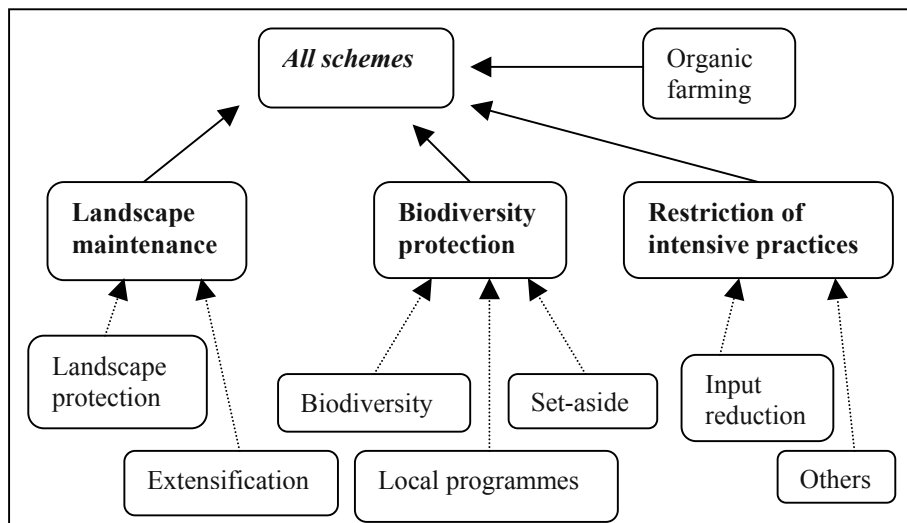 All schemes
Organic
farming
Landscape
maintenance
Biodiversity
protection
Restriction of
intensive practices
Landscape
protection
Extensification
Biodiversity
Local programmes
Set-aside
Input
reduction
Others